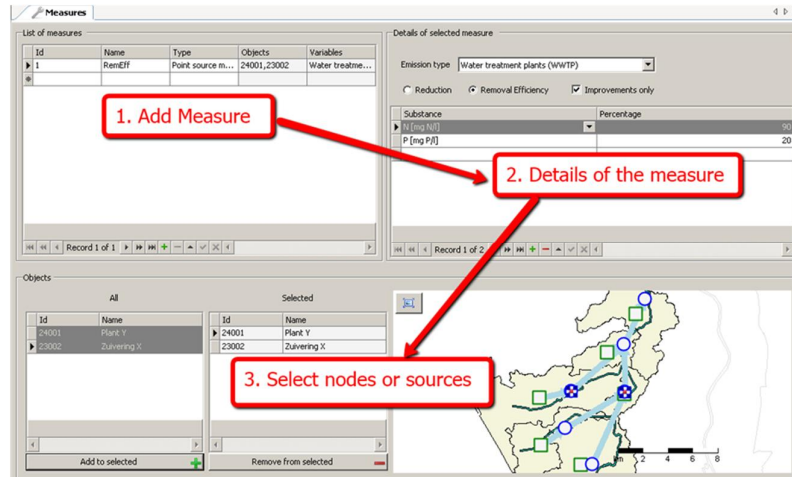 Measures
List of measures
Id Name Type Objects Variables
1 RemEff Point source m... 24001,23002 Water treatme...
1. Add Measure
Record 1 of 1
Details of selected measure
Emission type Water treatment plants (WWTP)
Reduction Removal Efficiency Improvements only
Substance Percentage
N [mg N/l] 90
P [mg P/l] 20
2. Details of the measure
Record 1 of 2
Objects
All
Id Name
24001 Plant Y
23002 Zuivering X
Add to selected
Selected
Id Name
24001 Plant Y
23002 Zuivering X
3. Select nodes or sources
Remove from selected
2 4 6 8